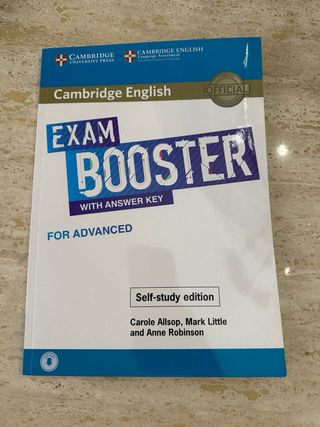 CAMBRIDGE
UNIVERSITY PRESS
CAMBRIDGE ENGLISH
Language Assessment
Cambridge English
OFFICIAL
EXAM
BOOSTER
WITH ANSWER KEY
FOR ADVANCED
Self-study edition
Carole Allsop, Mark Little
and Anne Robinson